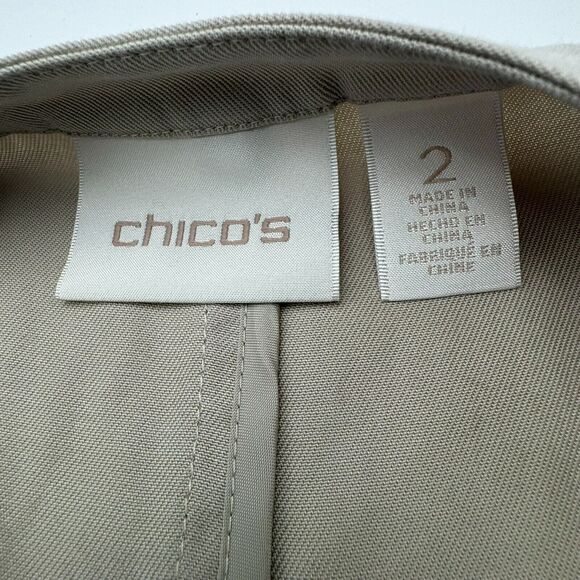 chico's
2
MADE IN
CHINA
HECHO EN
CHINA
FABRIQUÉ EN
CHINE